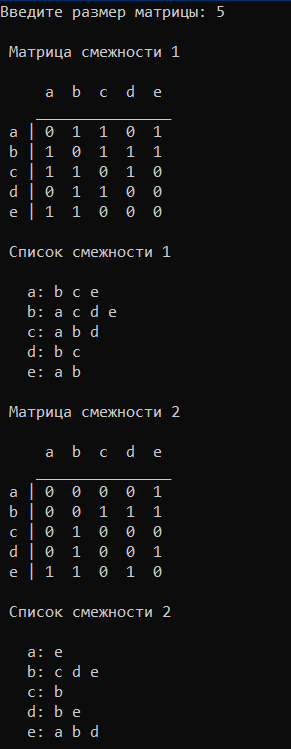 Введите размер матрицы: 5
Матрица смежности 1
a b c d e
a | 0 1 1 0 1
b | 1 0 1 1 1
c | 1 1 0 1 0
d | 0 1 1 0 0
e | 1 1 0 0 0
Список смежности 1
a: b c e
b: a c d e
c: a b d
d: b c
e: a b
Матрица смежности 2
a b c d e
a | 0 0 0 0 1
b | 0 0 1 1 1
c | 0 1 0 0 0
d | 0 1 0 0 1
e | 1 1 0 1 0
Список смежности 2
a: e
b: c d e
c: b
d: b e
e: a b d